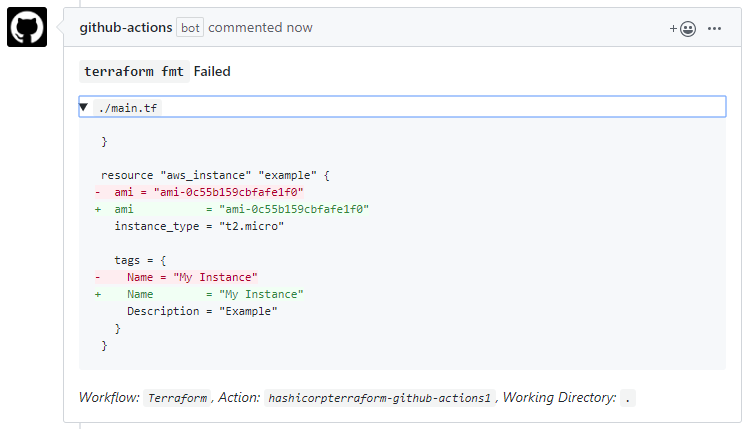 github-actions bot commented now
terraform fmt Failed
./main.tf
}
resource "aws_instance" "example" {
-  ami = "ami-0c55b159cbfafe1f0"
+  ami           = "ami-0c55b159cbfafe1f0"
instance_type = "t2.micro"
tags = {
-    Name = "My Instance"
+    Name        = "My Instance"
Description = "Example"
}
}
Workflow: Terraform, Action: hashicorpterraform-github-actions1, Working Directory: .